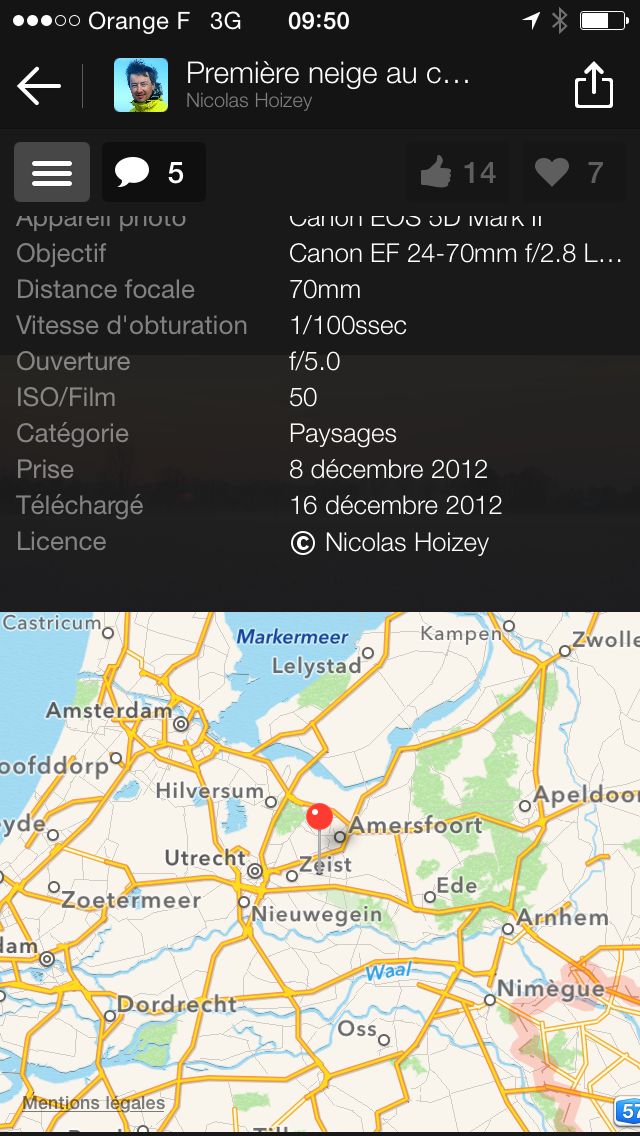 Orange F 3G 09:50
Première neige au c...
Nicolas Hoizey
5 14 7
Appareil photo Canon EOS 5D Mark II
Objectif Canon EF 24-70mm f/2.8 L...
Distance focale 70mm
Vitesse d'obturation 1/100ssec
Ouverture f/5.0
ISO/Film 50
Catégorie Paysages
Prise 8 décembre 2012
Téléchargé 16 décembre 2012
Licence © Nicolas Hoizey
Castricum Markermeer Kampen Zwolle
Lelystad
Amsterdam
oofddorp
Hilversum Apeldoor
yde Amersfoort
Utrecht Zeist
Zoetermeer Ede
Nieuwegein Arnhem
dam
Waal Nimègue
Dordrecht
Oss
Mentions légales 57